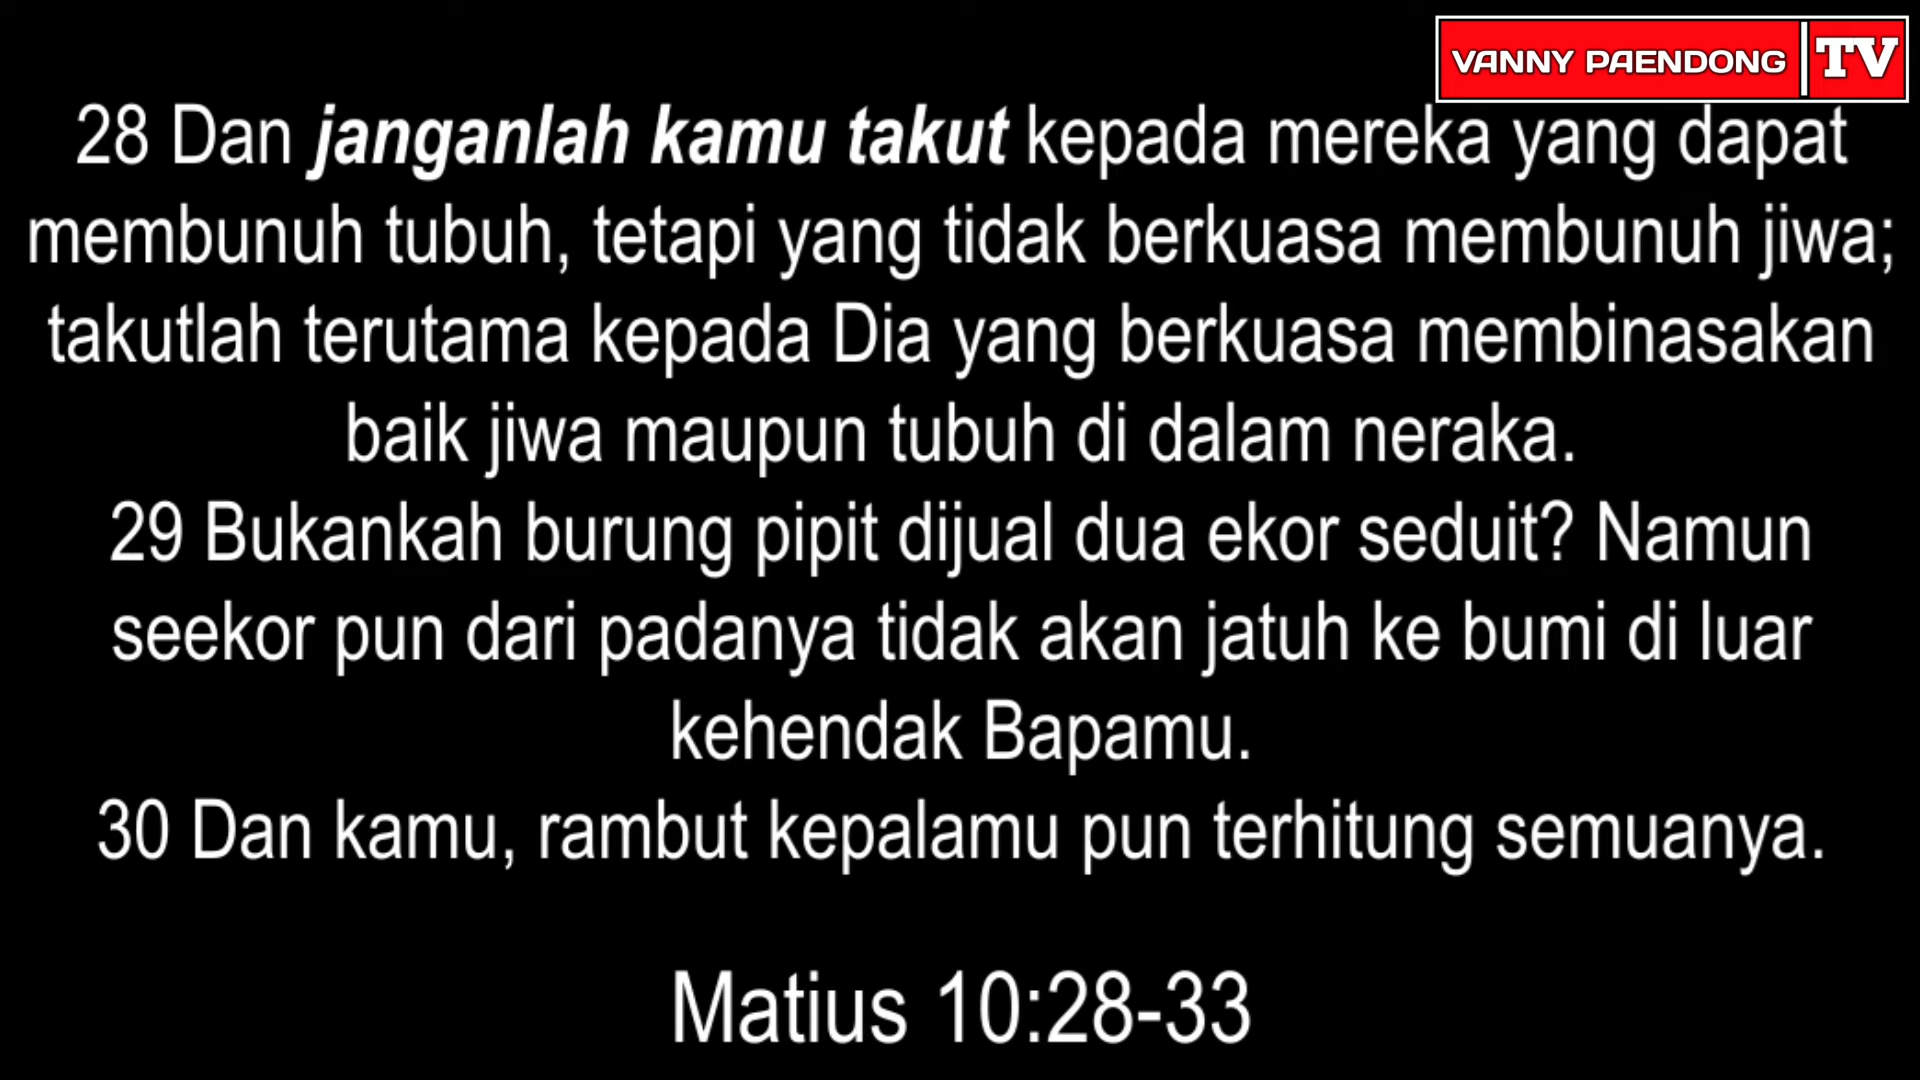 VANNY PAENDONG TV
28 Dan janganlah kamu takut kepada mereka yang dapat
membunuh tubuh, tetapi yang tidak berkuasa membunuh jiwa;
takutlah terutama kepada Dia yang berkuasa membinasakan
baik jiwa maupun tubuh di dalam neraka.
29 Bukankah burung pipit dijual dua ekor seduit? Namun
seekor pun dari padanya tidak akan jatuh ke bumi di luar
kehendak Bapamu.
30 Dan kamu, rambut kepalamu pun terhitung semuanya.
Matius 10:28-33